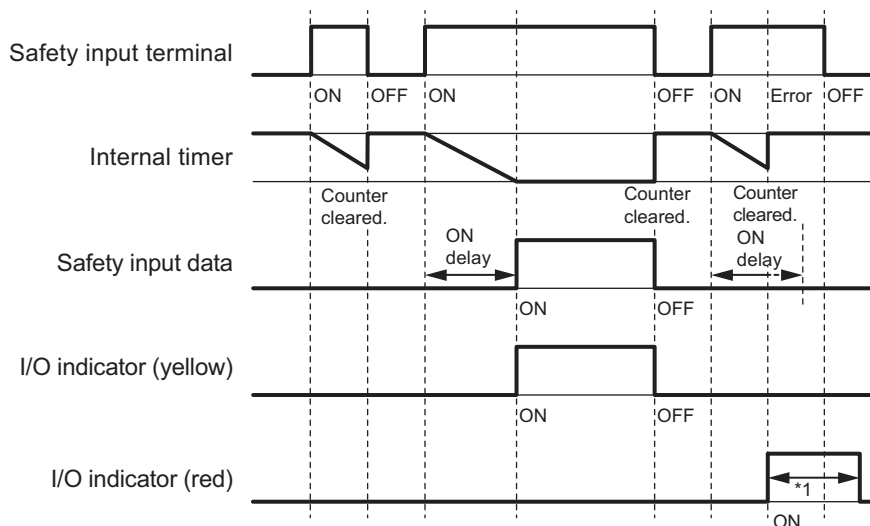 Safety input terminal
ON OFF ON OFF ON Error OFF
Internal timer
Counter
cleared.
Counter
cleared.
Counter
cleared.
Safety input data
ON
delay
ON
delay
ON OFF
I/O indicator (yellow)
ON OFF
I/O indicator (red)
*1
ON